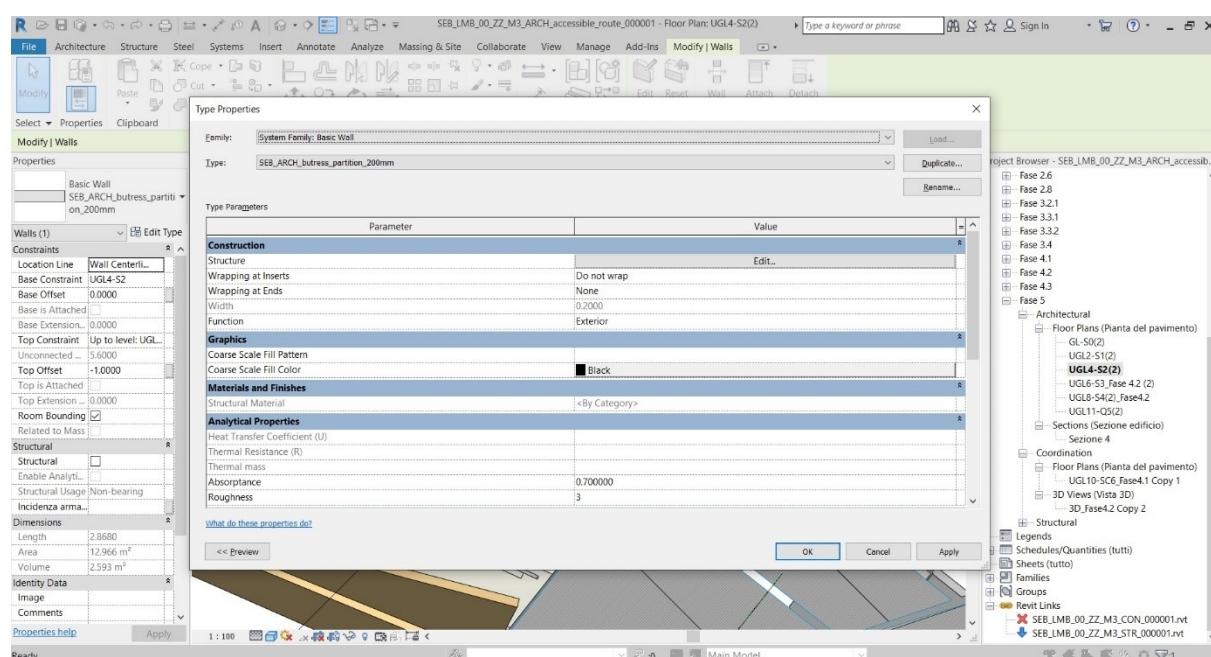 SEB_LMB_00_ZZ_M3_ARCH_accessible_route_000001 - Floor Plan: UGL4-S2(2)
Type a keyword or phrase
Sign In
File Architecture Structure Steel Systems Insert Annotate Analyze Massing & Site Collaborate View Manage Add-Ins Modify | Walls
Modify
Paste
Cope
Cut
Edit Reset Wall Attach Detach
Select Properties Clipboard
Modify | Walls
Properties
Basic Wall
SEB_ARCH_butress_partiti
on_200mm
Walls (1) Edit Type
Constraints
Location Line Wall Centerli...
Base Constraint UGL4-S2
Base Offset 0.0000
Base is Attached
Base Extension... 0.0000
Top Constraint Up to level: UGL...
Unconnected ... 5.6000
Top Offset -1.0000
Top is Attached
Top Extension ... 0.0000
Room Bounding
Related to Mass
Structural
Structural
Enable Analyti...
Structural Usage Non-bearing
Incidenza arma...
Dimensions
Length 2.8680
Area 12.966 m²
Volume 2.593 m³
Identity Data
Image
Comments
Properties help Apply
Type Properties
Family: System Family: Basic Wall Load...
Type: SEB_ARCH_butress_partition_200mm Duplicate...
Rename...
Type Parameters
Parameter Value =
Construction
Structure Edit...
Wrapping at Inserts Do not wrap
Wrapping at Ends None
Width 0.2000
Function Exterior
Graphics
Coarse Scale Fill Pattern
Coarse Scale Fill Color Black
Materials and Finishes
Structural Material <By Category>
Analytical Properties
Heat Transfer Coefficient (U)
Thermal Resistance (R)
Thermal mass
Absorptance 0.700000
Roughness 3
What do these properties do?
<< Preview OK Cancel Apply
roject Browser - SEB_LMB_00_ZZ_M3_ARCH_accessib.
Fase 2.6
Fase 2.8
Fase 3.2.1
Fase 3.3.1
Fase 3.3.2
Fase 3.4
Fase 4.1
Fase 4.2
Fase 4.3
Fase 5
Architectural
Floor Plans (Pianta del pavimento)
GL-S0(2)
UGL2-S1(2)
UGL4-S2(2)
UGL6-S3_Fase 4.2 (2)
UGL8-S4(2)_Fase4.2
UGL11-Q5(2)
Sections (Sezione edificio)
Sezione 4
Coordination
Floor Plans (Pianta del pavimento)
UGL10-SC6_Fase4.1 Copy 1
3D Views (Vista 3D)
3D_Fase4.2 Copy 2
Structural
Legends
Schedules/Quantities (tutti)
Sheets (tutto)
Families
Groups
Revit Links
SEB_LMB_00_ZZ_M3_CON_000001.rvt
SEB_LMB_00_ZZ_M3_STR_000001.rvt
1 : 100
Ready
:0 Main Model
:1